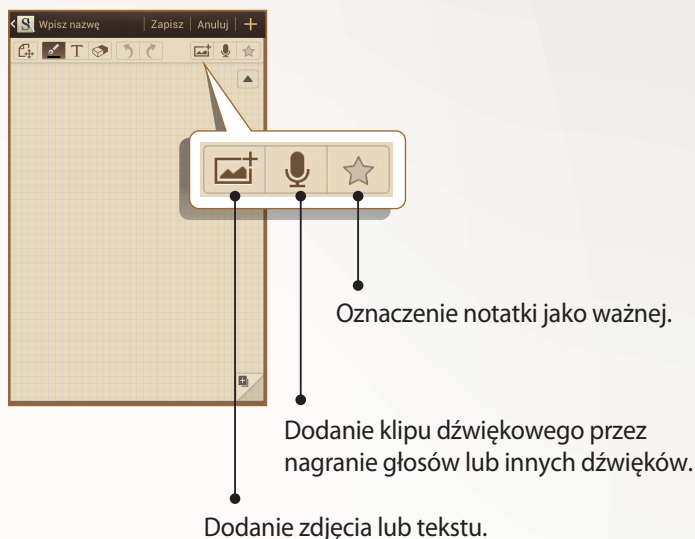 S Wpisz nazwę Zapisz Anuluj
T
Oznaczenie notatki jako ważnej.
Dodanie klipu dźwiękowego przez
nagranie głosów lub innych dźwięków.
Dodanie zdjęcia lub tekstu.